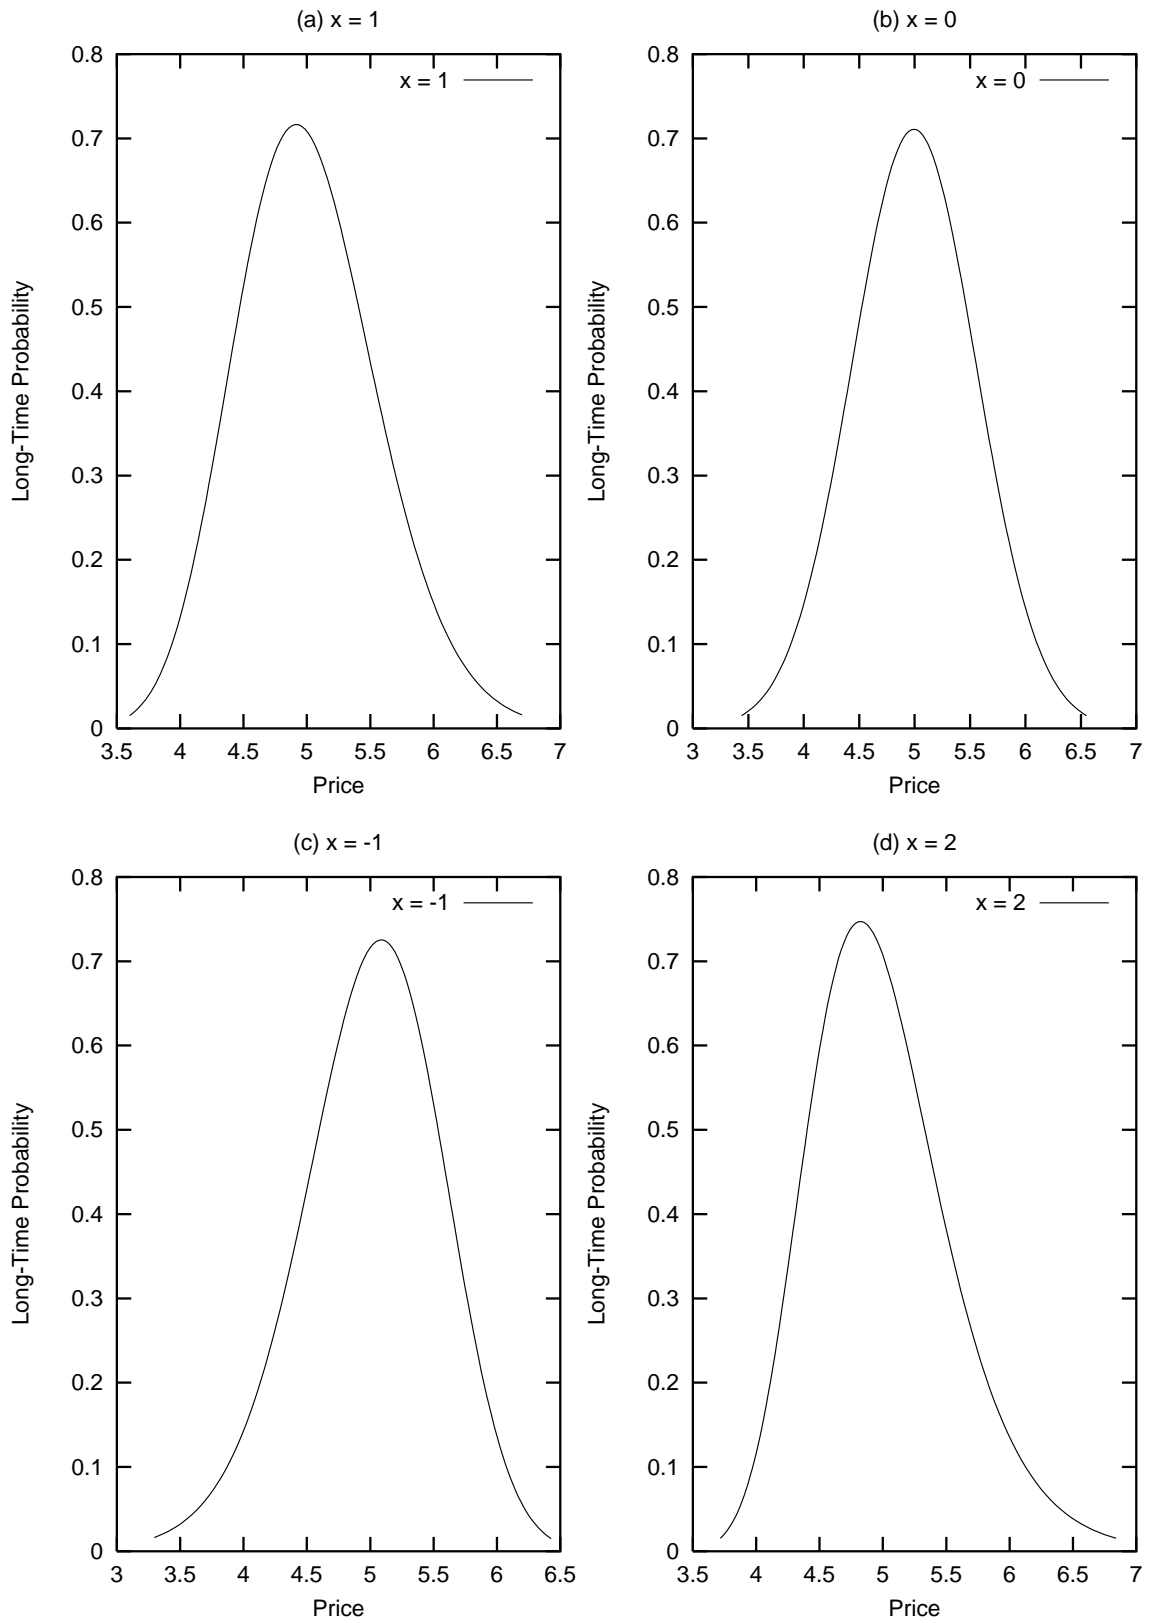 (a) x = 1
x = 1
0.8
0.7
0.6
0.5
0.4
0.3
0.2
0.1
0
Long-Time Probability
3.5 4 4.5 5 5.5 6 6.5 7
Price
(b) x = 0
x = 0
0.8
0.7
0.6
0.5
0.4
0.3
0.2
0.1
0
Long-Time Probability
3 3.5 4 4.5 5 5.5 6 6.5 7
Price
(c) x = -1
x = -1
0.8
0.7
0.6
0.5
0.4
0.3
0.2
0.1
0
Long-Time Probability
3 3.5 4 4.5 5 5.5 6 6.5
Price
(d) x = 2
x = 2
0.8
0.7
0.6
0.5
0.4
0.3
0.2
0.1
0
Long-Time Probability
3.5 4 4.5 5 5.5 6 6.5 7
Price